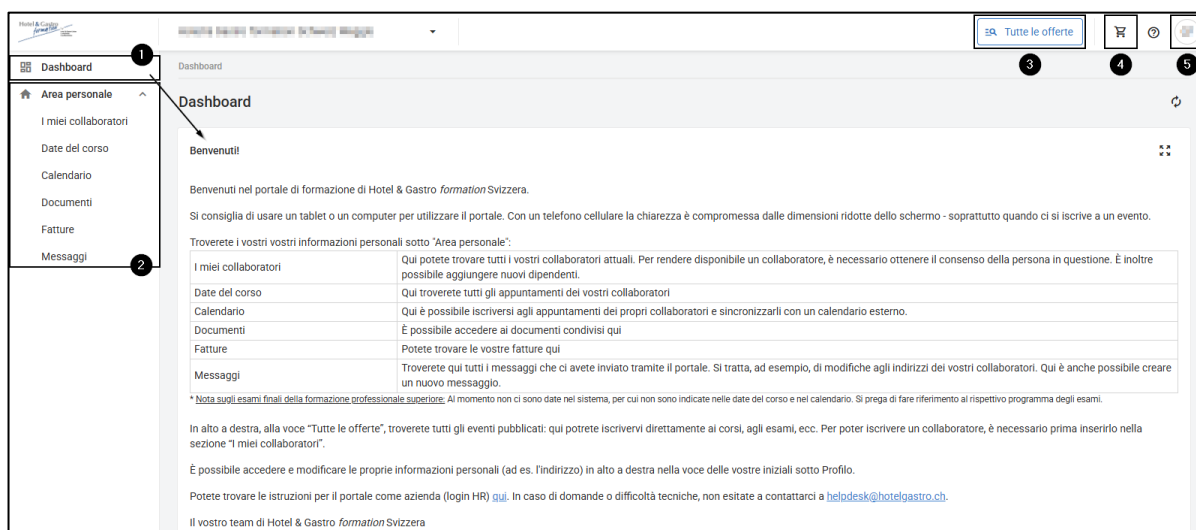 Hotel & Gastro
formation
Tutte le offerte
1
3
4
5
Dashboard
Dashboard
Area personale
Dashboard
I miei collaboratori
Date del corso
Benvenuti!
Calendario
Benvenuti nel portale di formazione di Hotel & Gastro formation Svizzera.
Documenti
Si consiglia di usare un tablet o un computer per utilizzare il portale. Con un telefono cellulare la chiarezza è compromessa dalle dimensioni ridotte dello schermo - soprattutto quando ci si iscrive a un evento.
Fatture
Troverete i vostri vostri informazioni personali sotto "Area personale":
Messaggi
2
I miei collaboratori
Qui potete trovare tutti i vostri collaboratori attuali. Per rendere disponibile un collaboratore, è necessario ottenere il consenso della persona in questione. È inoltre
possibile aggiungere nuovi dipendenti.
Date del corso
Qui troverete tutti gli appuntamenti dei vostri collaboratori
Calendario
Qui è possibile iscriversi agli appuntamenti dei propri collaboratori e sincronizzarli con un calendario esterno.
Documenti
È possibile accedere ai documenti condivisi qui
Fatture
Potete trovare le vostre fatture qui
Messaggi
Troverete qui tutti i messaggi che ci avete inviato tramite il portale. Si tratta, ad esempio, di modifiche agli indirizzi dei vostri collaboratori. Qui è anche possibile creare
un nuovo messaggio.
* Nota sugli esami finali della formazione professionale superiore: Al momento non ci sono date nel sistema, per cui non sono indicate nelle date del corso e nel calendario. Si prega di fare riferimento al rispettivo programma degli esami.
In alto a destra, alla voce “Tutte le offerte”, troverete tutti gli eventi pubblicati: qui potrete iscrivervi direttamente ai corsi, agli esami, ecc. Per poter iscrivere un collaboratore, è necessario prima inserirlo nella
sezione “I miei collaboratori”.
È possibile accedere e modificare le proprie informazioni personali (ad es. l'indirizzo) in alto a destra nella voce delle vostre iniziali sotto Profilo.
Potete trovare le istruzioni per il portale come azienda (login HR) qui. In caso di domande o difficoltà tecniche, non esitate a contattarci a helpdesk@hotelgastro.ch.
Il vostro team di Hotel & Gastro formation Svizzera